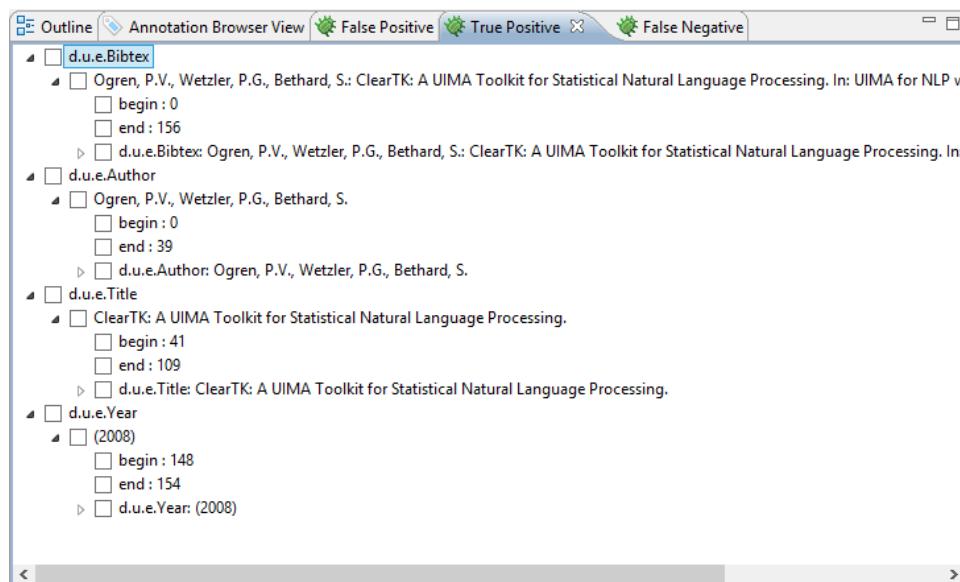 Outline Annotation Browser View False Positive True Positive False Negative
d.u.e.Bibtex
Ogren, P.V., Wetzler, P.G., Bethard, S.: ClearTK: A UIMA Toolkit for Statistical Natural Language Processing. In: UIMA for NLP
begin : 0
end : 156
d.u.e.Bibtex: Ogren, P.V., Wetzler, P.G., Bethard, S.: ClearTK: A UIMA Toolkit for Statistical Natural Language Processing. In
d.u.e.Author
Ogren, P.V., Wetzler, P.G., Bethard, S.
begin : 0
end : 39
d.u.e.Author: Ogren, P.V., Wetzler, P.G., Bethard, S.
d.u.e.Title
ClearTK: A UIMA Toolkit for Statistical Natural Language Processing.
begin : 41
end : 109
d.u.e.Title: ClearTK: A UIMA Toolkit for Statistical Natural Language Processing.
d.u.e.Year
(2008)
begin : 148
end : 154
d.u.e.Year: (2008)